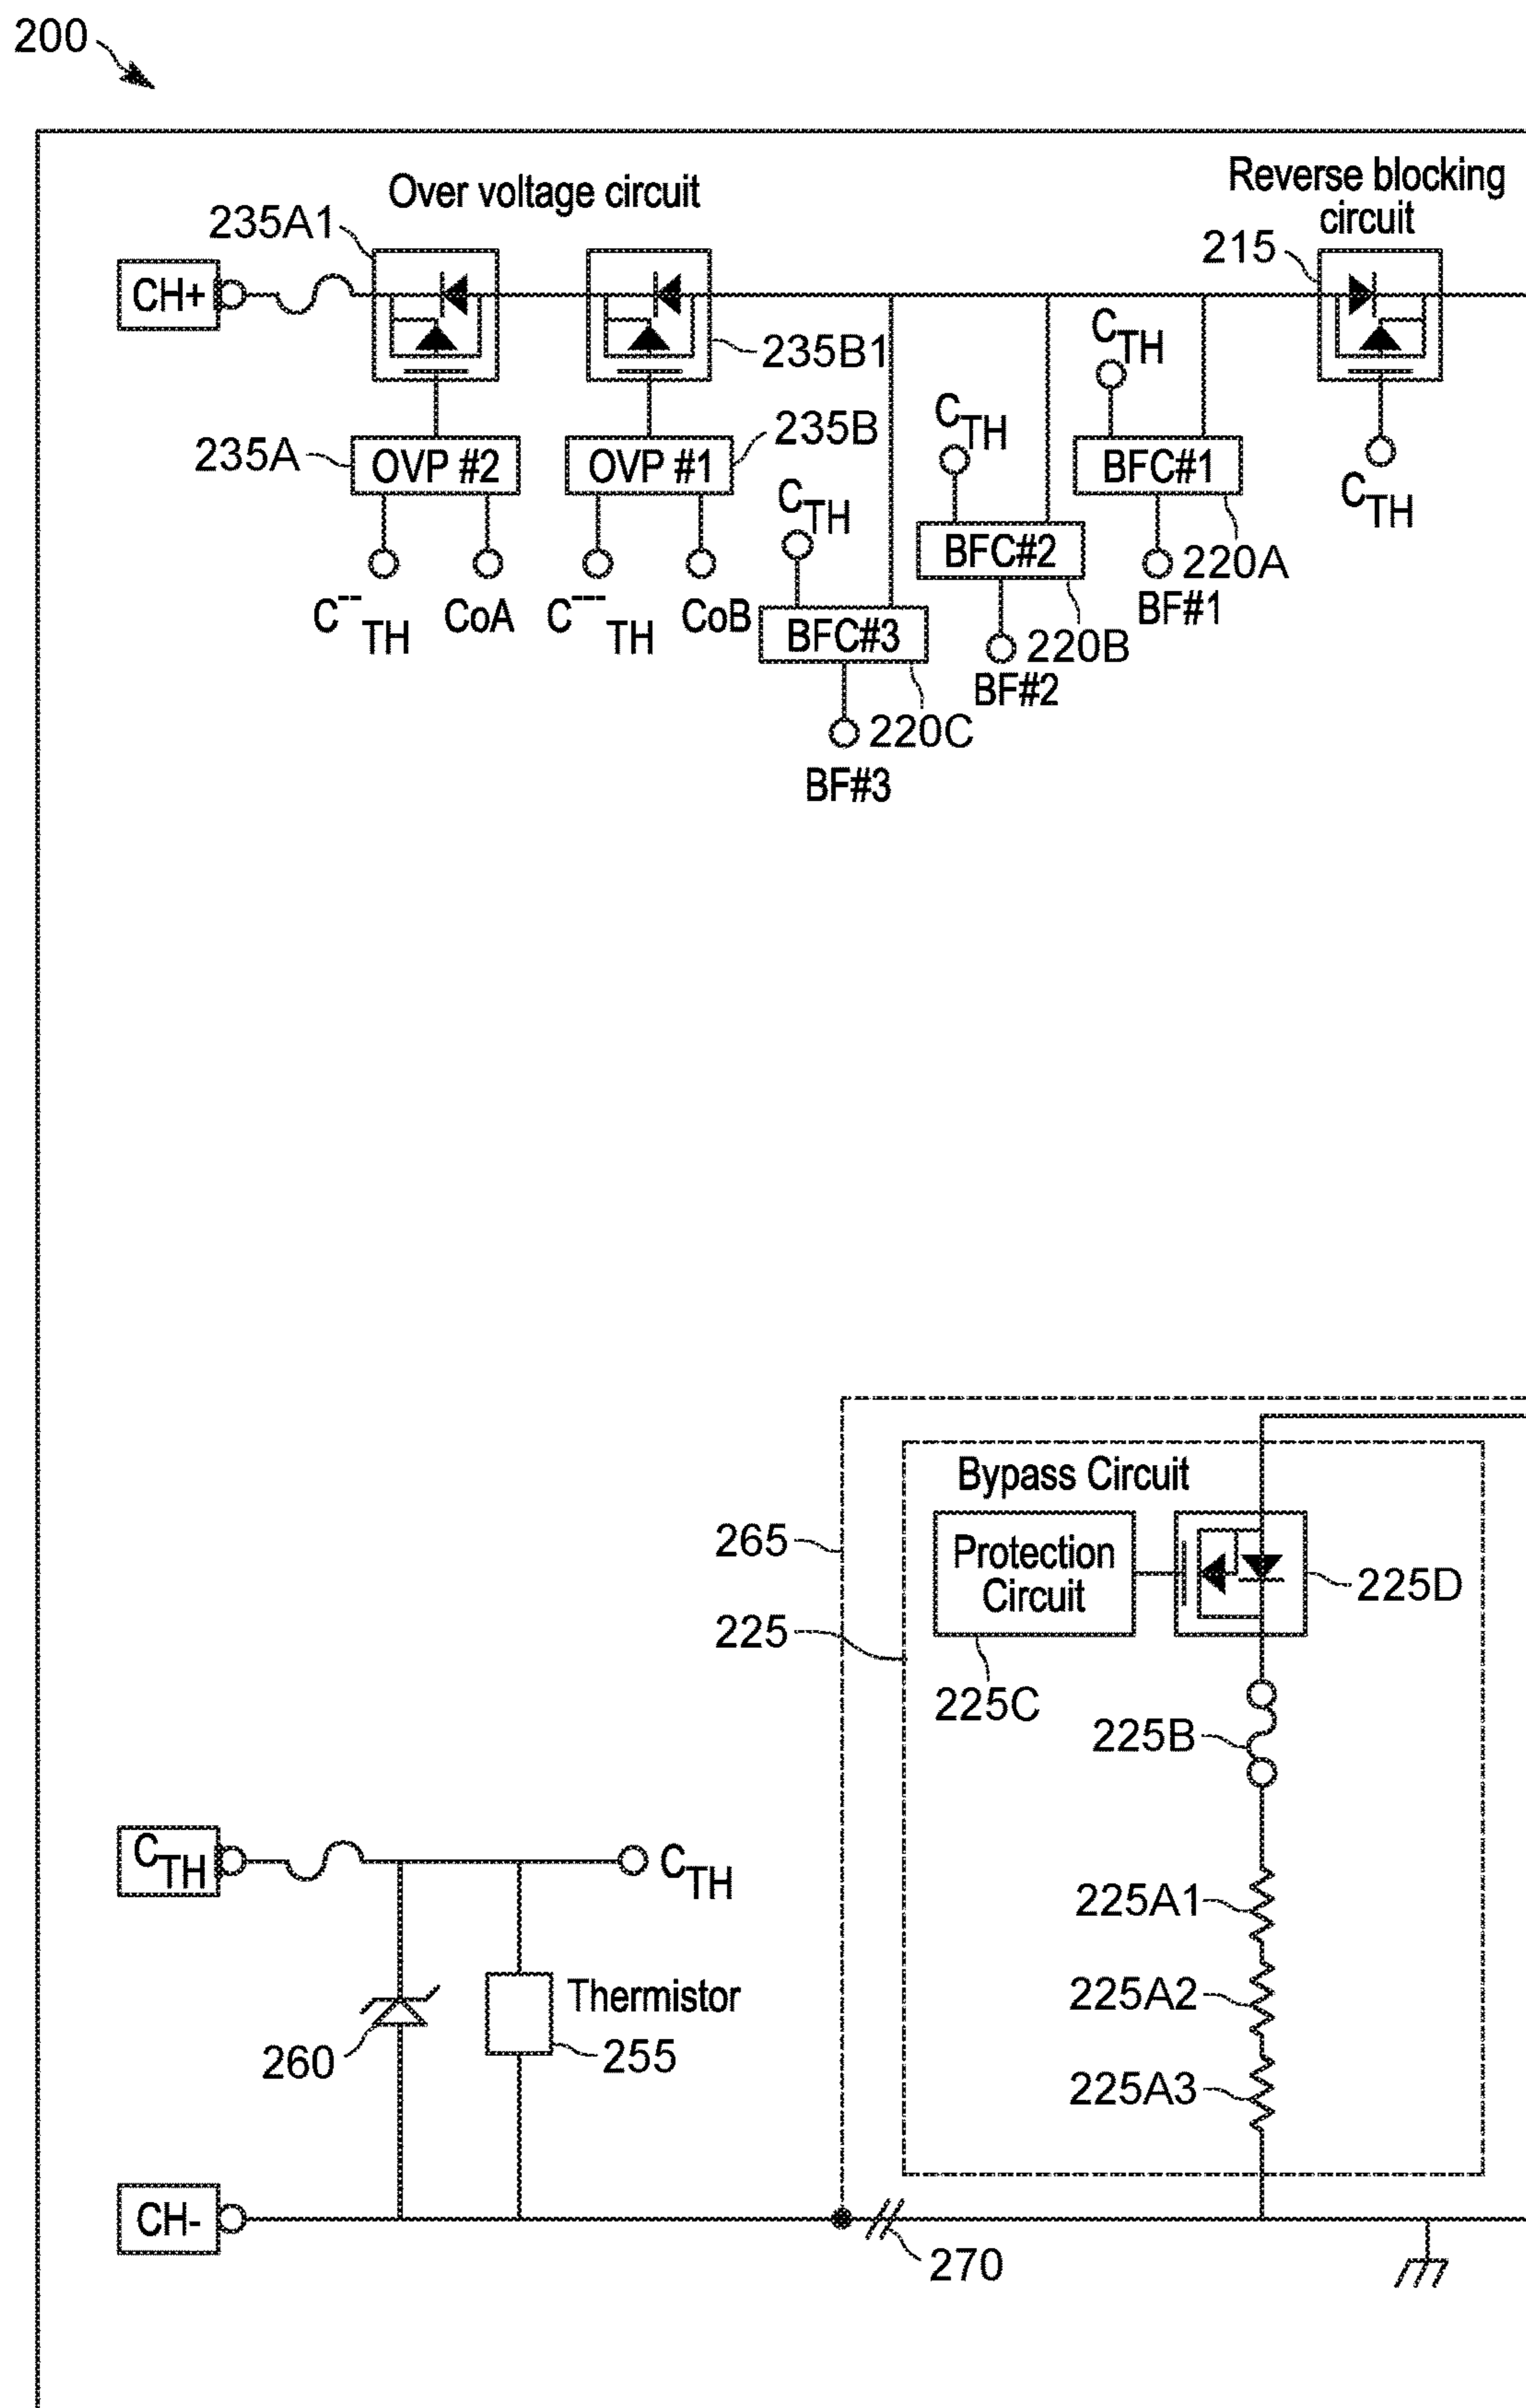 200
Over voltage circuit
Reverse blocking
circuit
235A1
215
CH+
235B1
CTH
CTH
235A
OVP #2
OVP #1
235B
CTH
BFC#1
CTH
BFC#2
220A
C--TH
CoA
C---TH
CoB
BFC#3
220B
BF#1
BF#2
220C
BF#3
Bypass Circuit
265
Protection
Circuit
225D
225
225C
225B
CTH
CTH
225A1
Thermistor
225A2
260
255
225A3
CH-
270